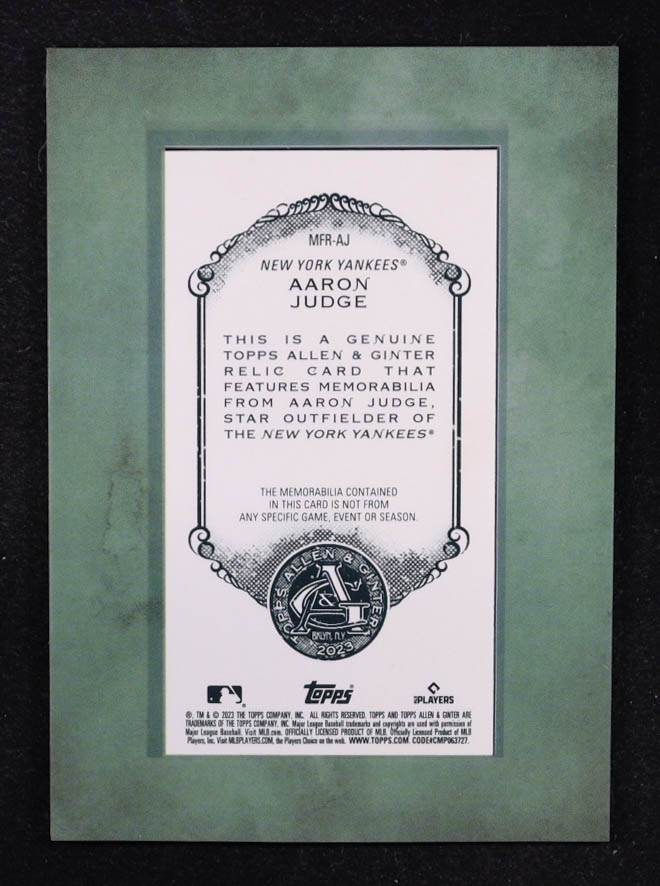 MFR-AJ
NEW YORK YANKEES®
AARON
JUDGE
THIS IS A GENUINE
TOPPS ALLEN & GINTER
RELIC CARD THAT
FEATURES MEMORABILIA
FROM AARON JUDGE,
STAR OUTFIELDER OF
THE NEW YORK YANKEES®
THE MEMORABILIA CONTAINED
IN THIS CARD IS NOT FROM
ANY SPECIFIC GAME, EVENT OR SEASON.
TOPPS ALLEN & GINTER
A&G
BKLYN, N.Y.
2023
Topps®
MLB PLAYERS
®, TM & © 2023 THE TOPPS COMPANY, INC. ALL RIGHTS RESERVED. TOPPS AND TOPPS ALLEN & GINTER ARE
TRADEMARKS OF THE TOPPS COMPANY, INC. Major League Baseball trademarks and copyrights are used with permission of
Major League Baseball. Visit MLB.com. OFFICIALLY LICENSED PRODUCT OF MLB. Officially Licensed Product of MLB
Players, Inc. Visit MLBPLAYERS.COM, the Players Choice on the web. WWW.TOPPS.COM. CODE#CMP063727.